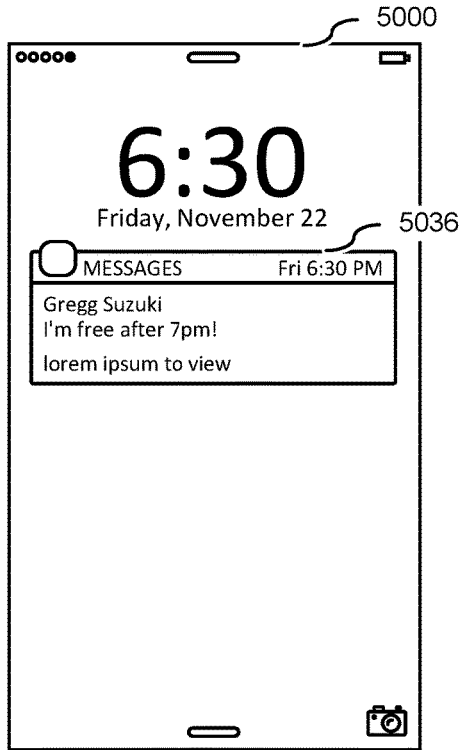 5000
6:30
Friday, November 22
5036
MESSAGES Fri 6:30 PM
Gregg Suzuki
I'm free after 7pm!
lorem ipsum to view